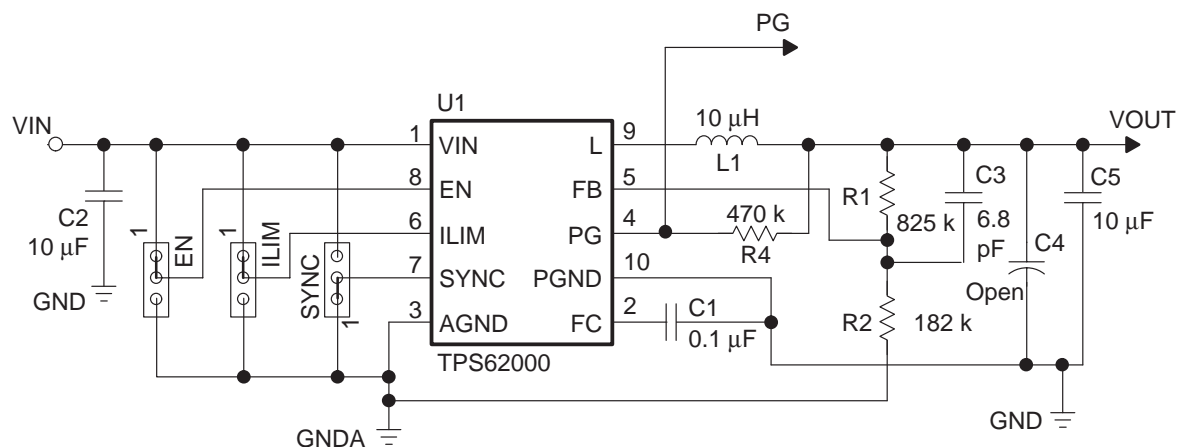 PG
U1
VIN
1
VIN
8
EN
6
ILIM
7
SYNC
3
AGND
L
9
FB
5
PG
4
PGND
10
FC
2
TPS62000
10 μH
L1
VOUT
C2
10 μF
GND
1
EN
1
ILIM
SYNC
1
GNDA
470 k
R4
C1
0.1 μF
R1
825 k
R2
182 k
C3
6.8
pF
C4
Open
C5
10 μF
GND